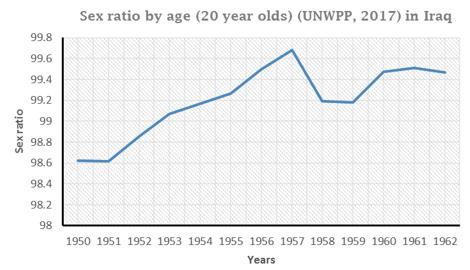 Sex ratio by age (20 year olds) (UNWPP, 2017) in Iraq
99.8
99.6
99.4
99.2
99
98.8
98.6
98.4
98.2
98
Sex ratio
1950 1951 1952 1953 1954 1955 1956 1957 1958 1959 1960 1961 1962
Years